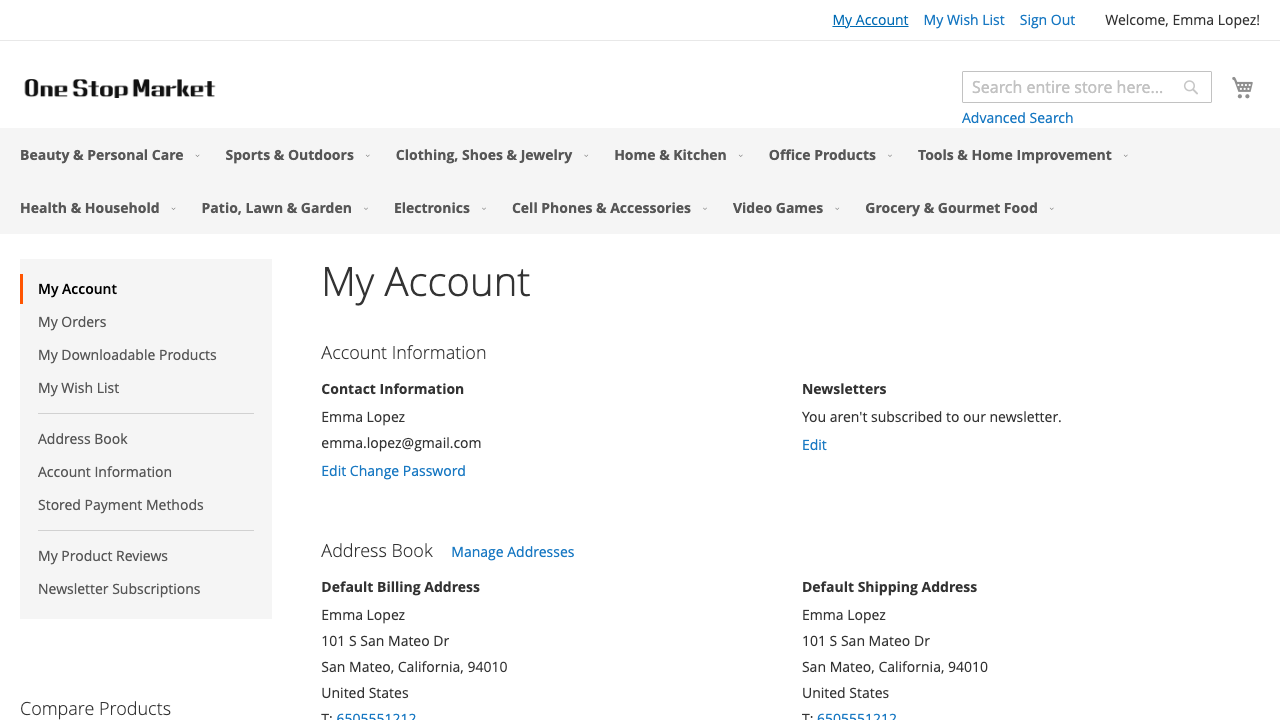 My Account My Wish List Sign Out Welcome, Emma Lopez!
One Stop Market
Search entire store here...
Advanced Search
Beauty & Personal Care Sports & Outdoors Clothing, Shoes & Jewelry Home & Kitchen Office Products Tools & Home Improvement
Health & Household Patio, Lawn & Garden Electronics Cell Phones & Accessories Video Games Grocery & Gourmet Food
My Account
My Orders
My Downloadable Products
My Wish List
Address Book
Account Information
Stored Payment Methods
My Product Reviews
Newsletter Subscriptions
Compare Products
My Account
Account Information
Contact Information
Emma Lopez
emma.lopez@gmail.com
Edit Change Password
Newsletters
You aren't subscribed to our newsletter.
Edit
Address Book Manage Addresses
Default Billing Address
Emma Lopez
101 S San Mateo Dr
San Mateo, California, 94010
United States
T: 6505551212
Default Shipping Address
Emma Lopez
101 S San Mateo Dr
San Mateo, California, 94010
United States
T: 6505551212